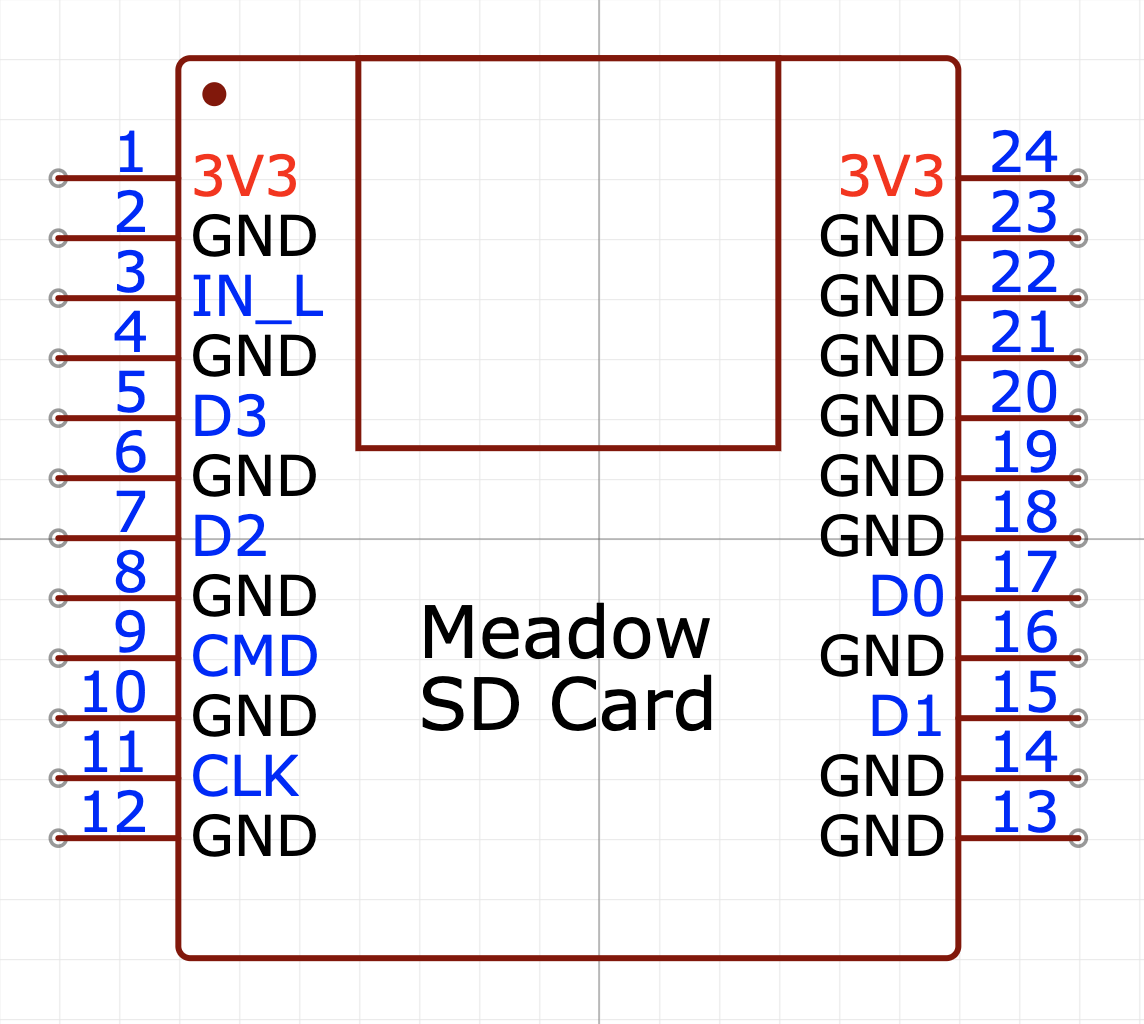 1 3V3 3V3 24
2 GND GND 23
3 IN_L GND 22
4 GND GND 21
5 D3 GND 20
6 GND GND 19
7 D2 GND 18
8 GND D0 17
9 CMD GND 16
10 GND D1 15
11 CLK GND 14
12 GND GND 13
Meadow
SD Card